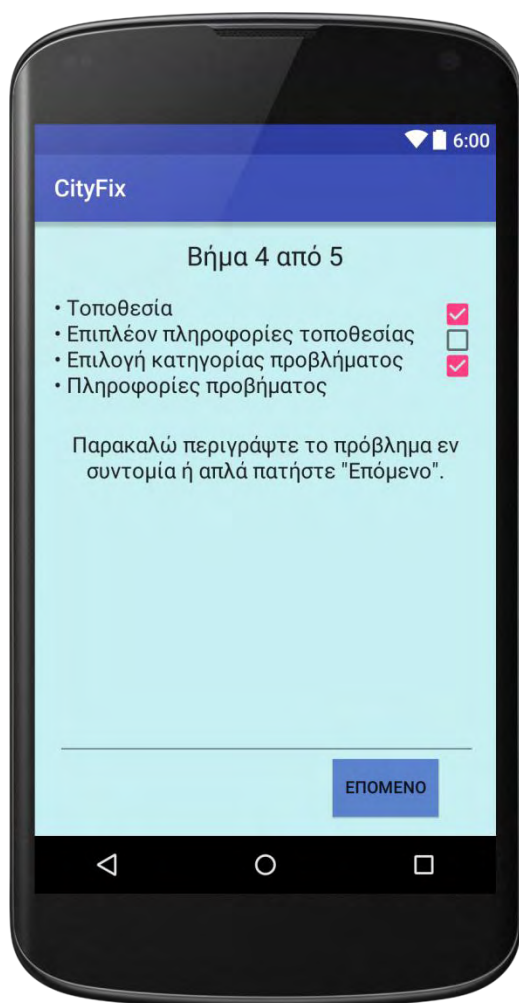 6:00
CityFix
Βήμα 4 από 5
• Τοποθεσία
• Επιπλέον πληροφορίες τοποθεσίας
• Επιλογή κατηγορίας προβλήματος
• Πληροφορίες προβήματος
Παρακαλώ περιγράψτε το πρόβλημα εν
συντομία ή απλά πατήστε "Επόμενο".
ΕΠΟΜΕΝΟ